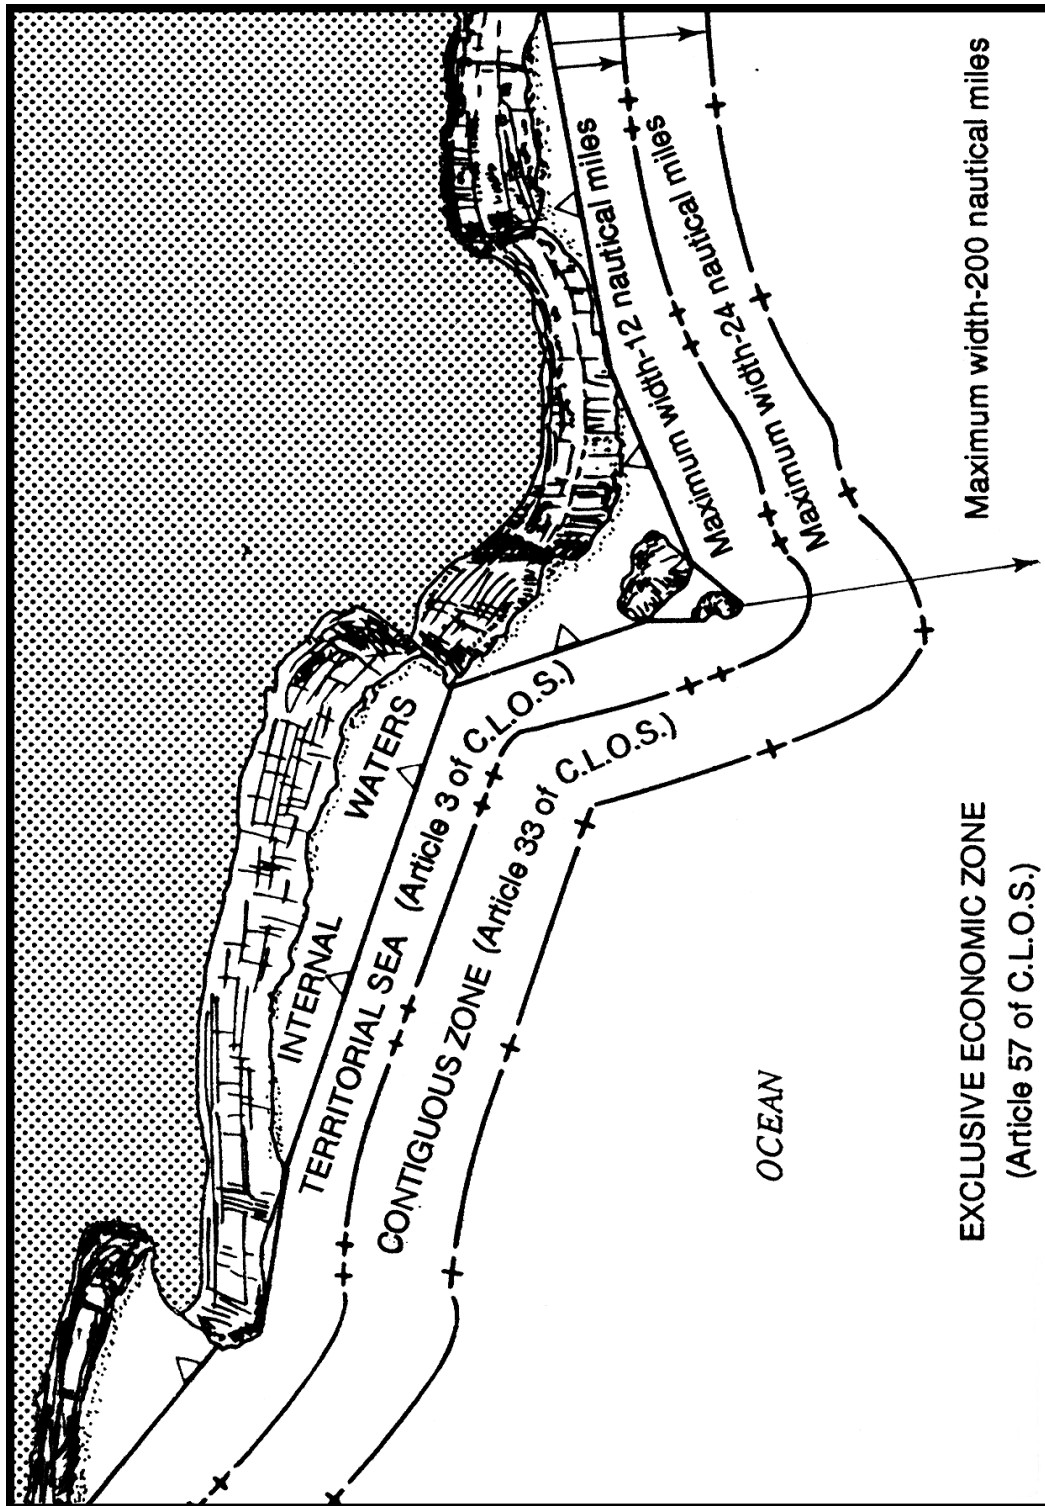 INTERNAL WATERS
TERRITORIAL SEA (Article 3 of C.L.O.S.)
Maximum width-12 nautical miles
CONTIGUOUS ZONE (Article 33 of C.L.O.S.)
Maximum width-24 nautical miles
OCEAN
EXCLUSIVE ECONOMIC ZONE
(Article 57 of C.L.O.S.)
Maximum width-200 nautical miles